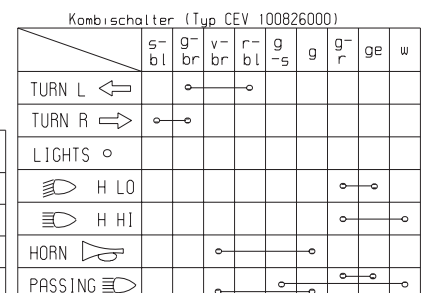 Kombischalter (Typ CEV 100826000)
s-bl g-br v-br r-bl g-s g g-r ge w
TURN L
TURN R
LIGHTS
H LO
H HI
HORN
PASSING